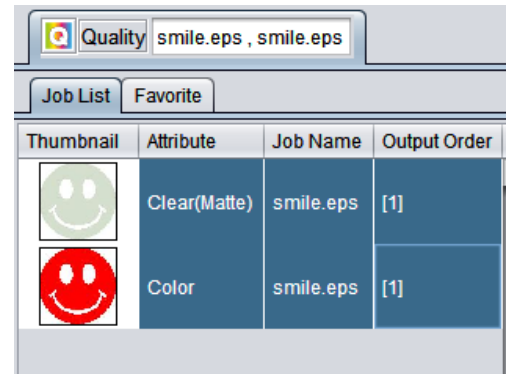 Quality smile.eps , smile.eps
Job List Favorite
Thumbnail Attribute Job Name Output Order
Clear(Matte) smile.eps [1]
Color smile.eps [1]